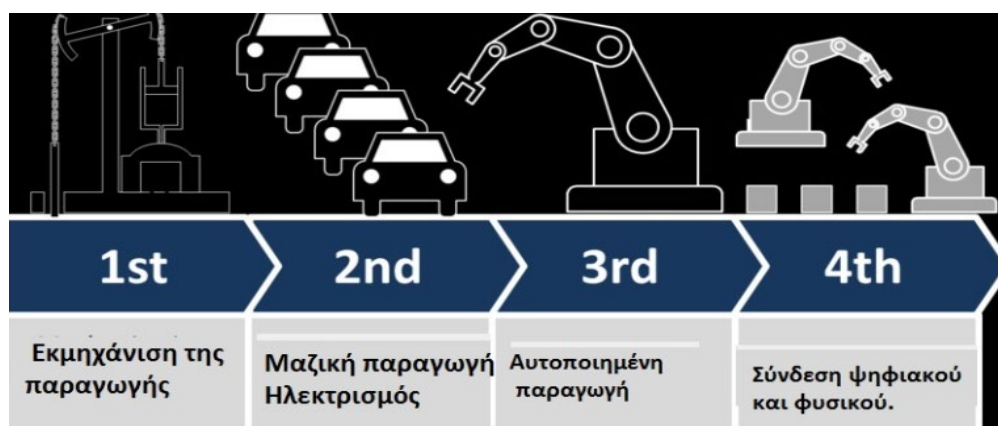 1st
2nd
3rd
4th
Εκμηχάνιση της
παραγωγής
Μαζική παραγωγή
Ηλεκτρισμός
Αυτοποιημένη
παραγωγή
Σύνδεση ψηφιακού
και φυσικού.